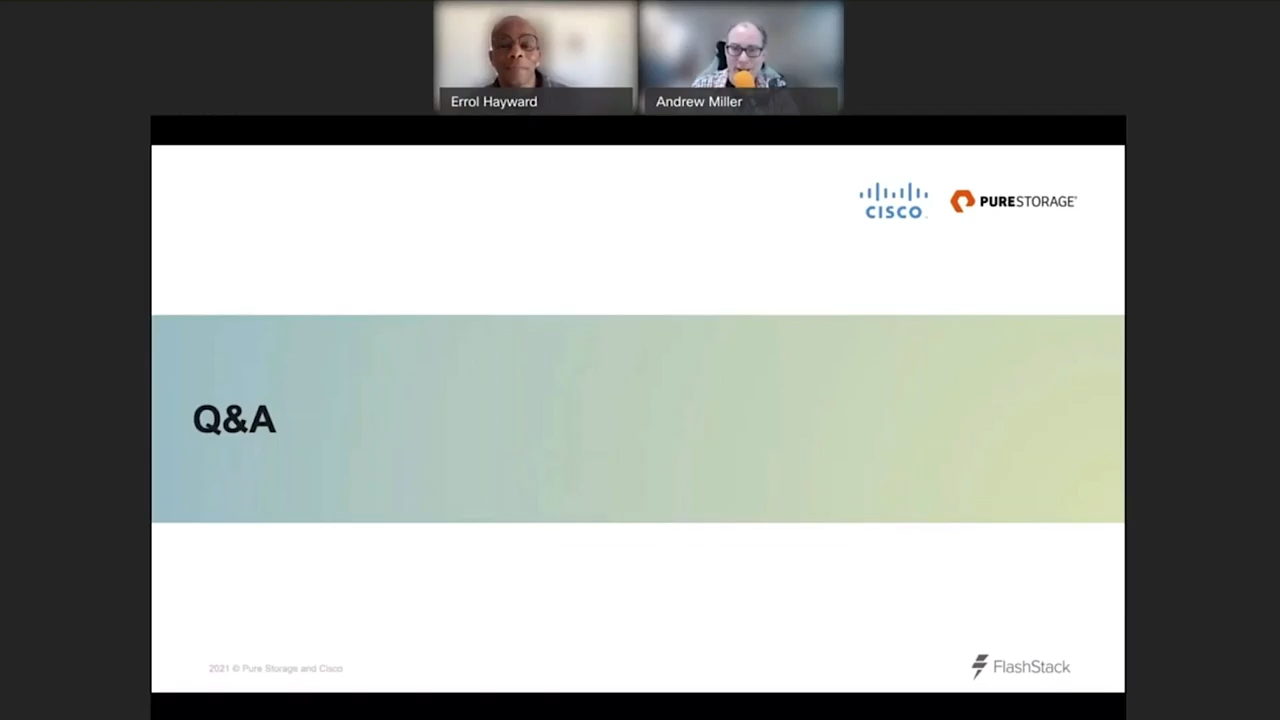 Errol Hayward
Andrew Miller
CISCO
PURESTORAGE
Q&A
2021 © Pure Storage and Cisco
FlashStack